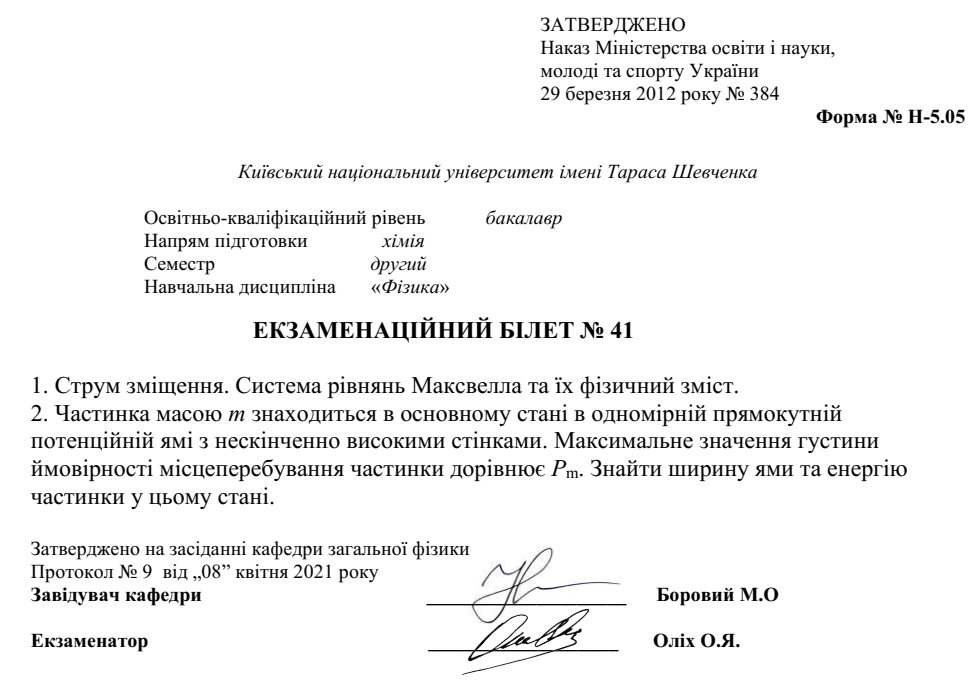 ЗАТВЕРДЖЕНО
Наказ Міністерства освіти і науки,
молоді та спорту України
29 березня 2012 року № 384
Форма № Н-5.05
Київський національний університет імені Тараса Шевченка
Освітньо-кваліфікаційний рівень бакалавр
Напрям підготовки хімія
Семестр другий
Навчальна дисципліна «Фізика»
ЕКЗАМЕНАЦІЙНИЙ БІЛЕТ № 41
1. Струм зміщення. Система рівнянь Максвелла та їх фізичний зміст.
2. Частинка масою m знаходиться в основному стані в одномірній прямокутній
потенційній ямі з нескінченно високими стінками. Максимальне значення густини
ймовірності місцеперебування частинки дорівнює Pm. Знайти ширину ями та енергію
частинки у цьому стані.
Затверджено на засіданні кафедри загальної фізики
Протокол № 9 від „08” квітня 2021 року
Завідувач кафедри Боровий М.О
Екзаменатор Оліх О.Я.